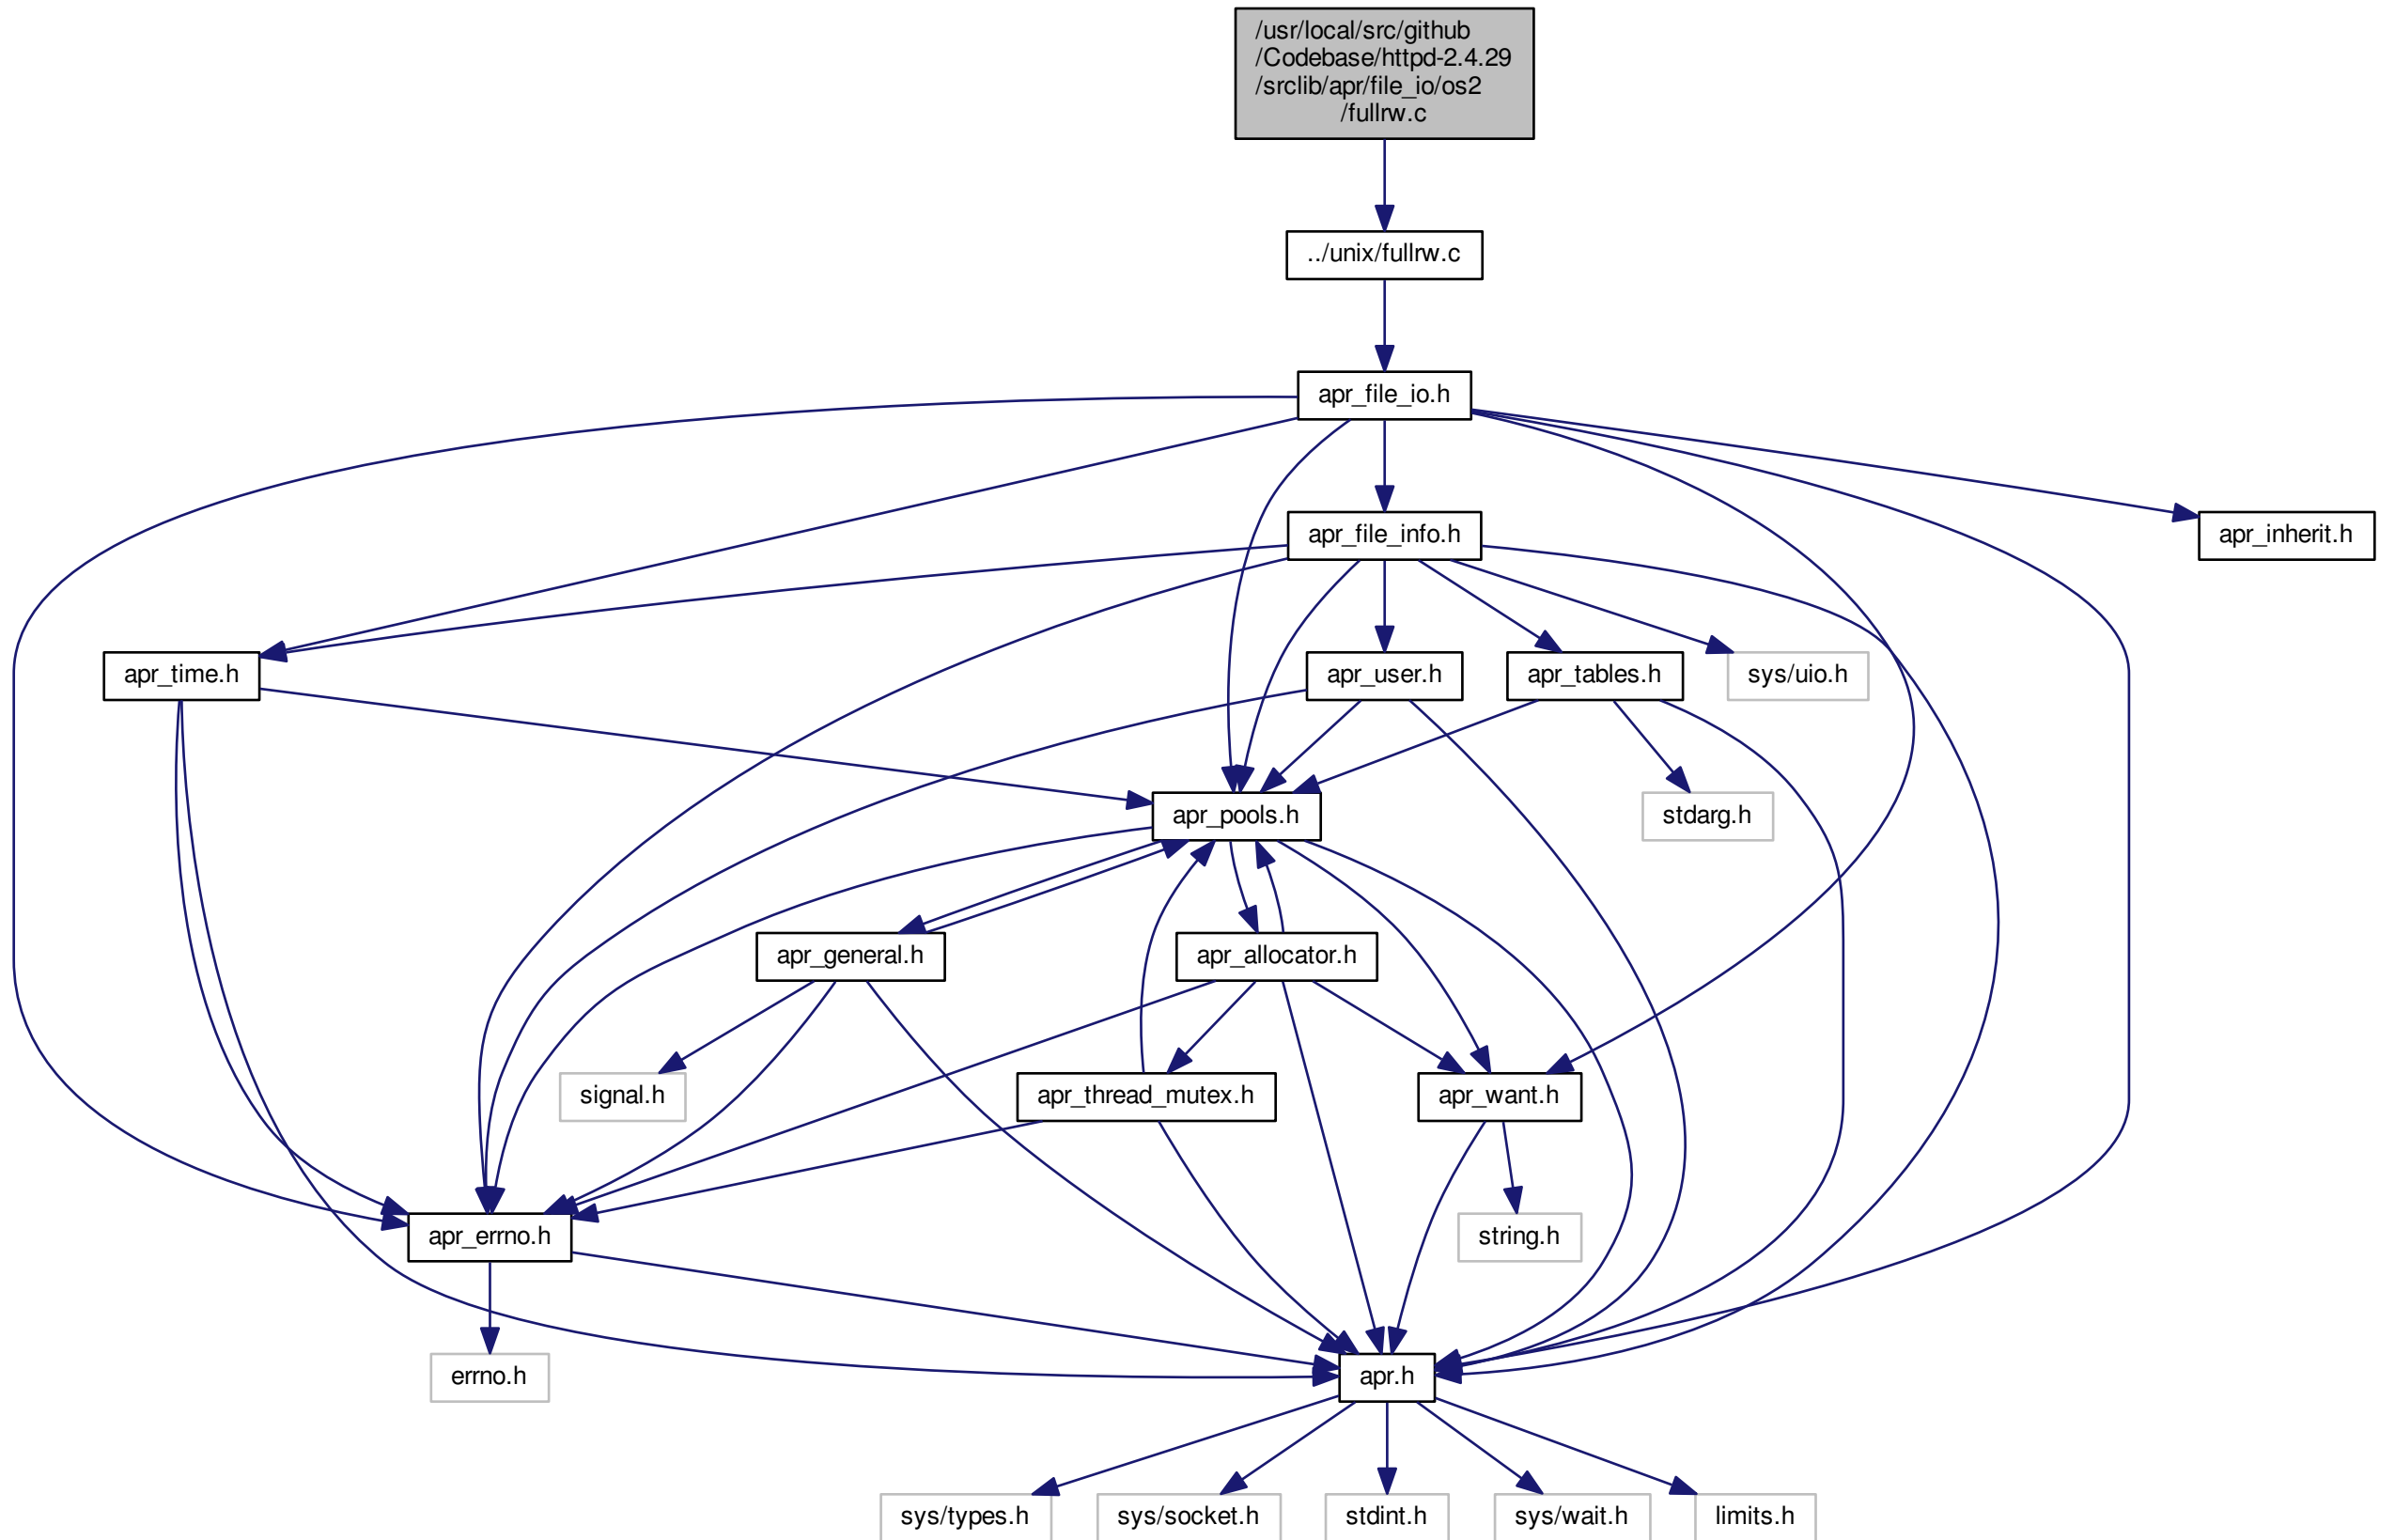 /usr/local/src/github
/Codebase/httpd-2.4.29
/srclib/apr/file_io/os2
/fullrw.c
../unix/fullrw.c
apr_file_io.h
apr_file_info.h
apr_inherit.h
apr_time.h
apr_user.h
apr_tables.h
sys/uio.h
apr_pools.h
stdarg.h
apr_general.h
apr_allocator.h
signal.h
apr_thread_mutex.h
apr_want.h
apr_errno.h
string.h
errno.h
apr.h
sys/types.h
sys/socket.h
stdint.h
sys/wait.h
limits.h